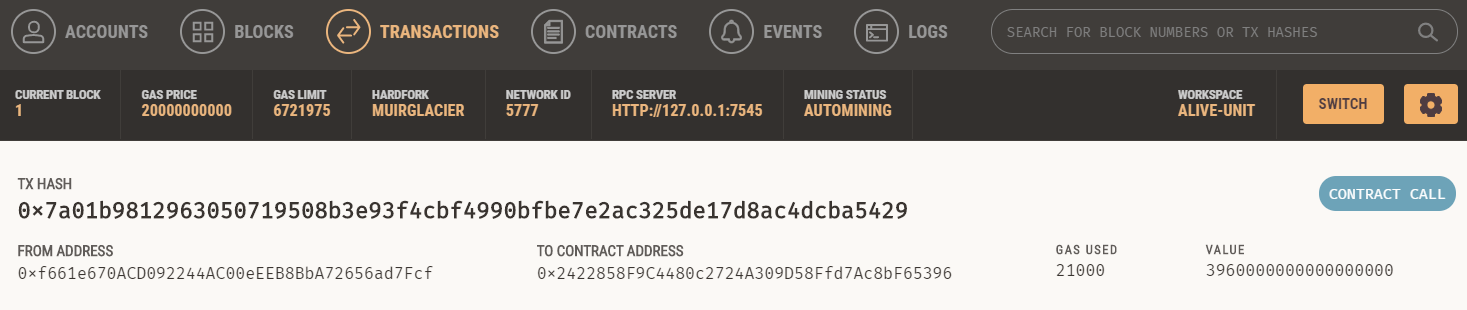 ACCOUNTS BLOCKS TRANSACTIONS CONTRACTS EVENTS LOGS SEARCH FOR BLOCK NUMBERS OR TX HASHES
CURRENT BLOCK GAS PRICE GAS LIMIT HARDFORK NETWORK ID RPC SERVER MINING STATUS WORKSPACE
1 20000000000 6721975 MUIRGLACIER 5777 HTTP://127.0.0.1:7545 AUTOMINING ALIVE-UNIT SWITCH
TX HASH
0×7a01b9812963050719508b3e93f4cbf4990bfbe7e2ac325de17d8ac4dcba5429 CONTRACT CALL
FROM ADDRESS TO CONTRACT ADDRESS GAS USED VALUE
0×f661e670ACD092244AC00eEEB8BbA72656ad7Fcf 0×2422858F9C4480c2724A309D58Ffd7Ac8bF65396 21000 3960000000000000000